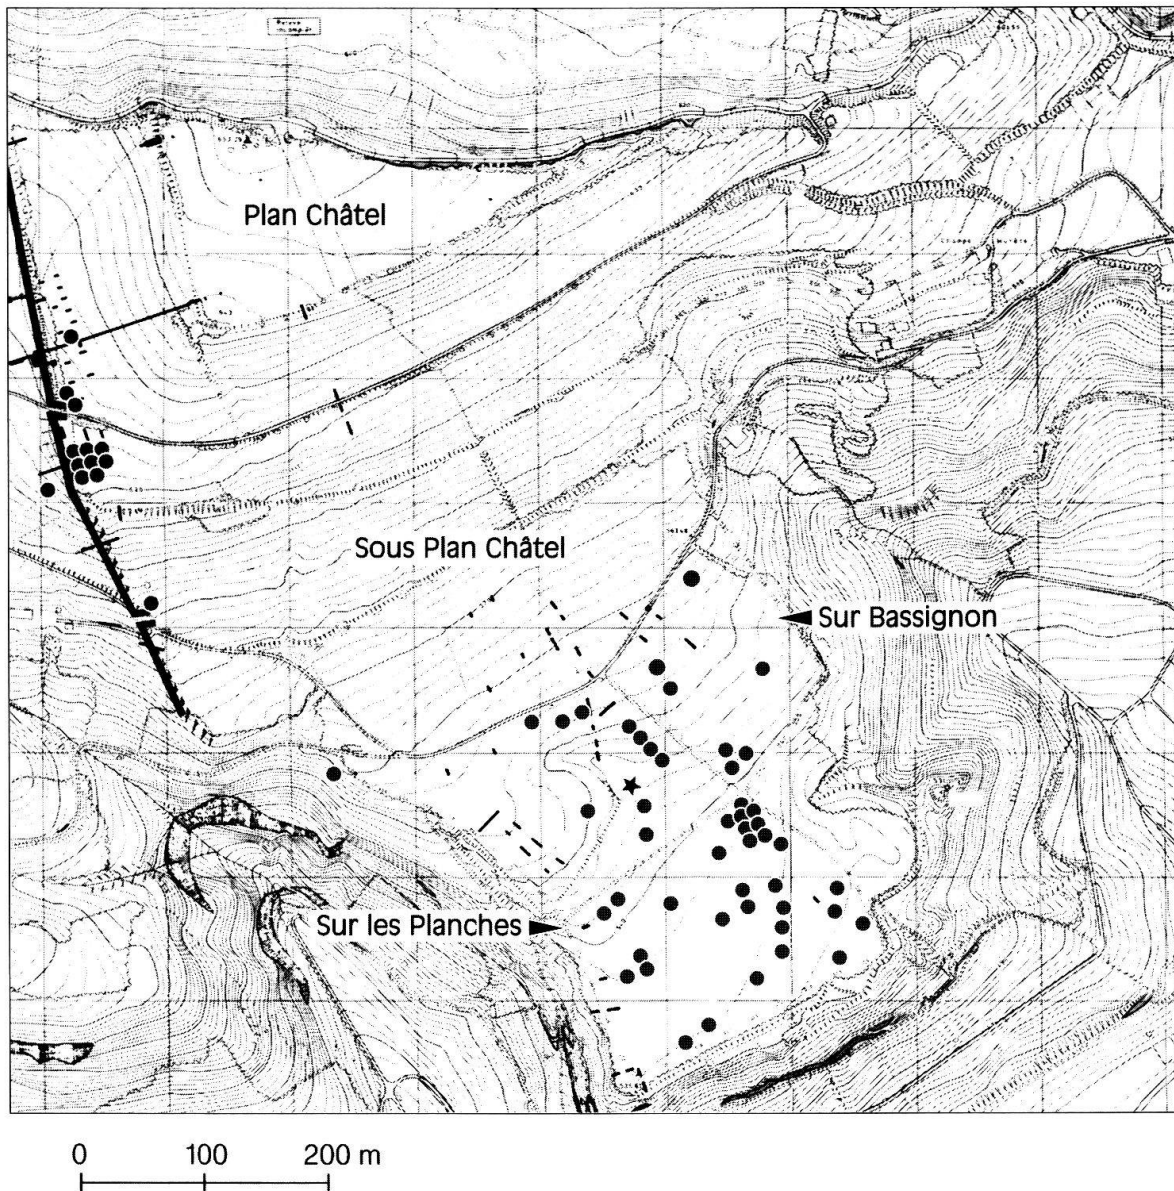 Plan Châtel
Sous Plan Châtel
Sur Bassignon
Sur les Planches
0 100 200 m